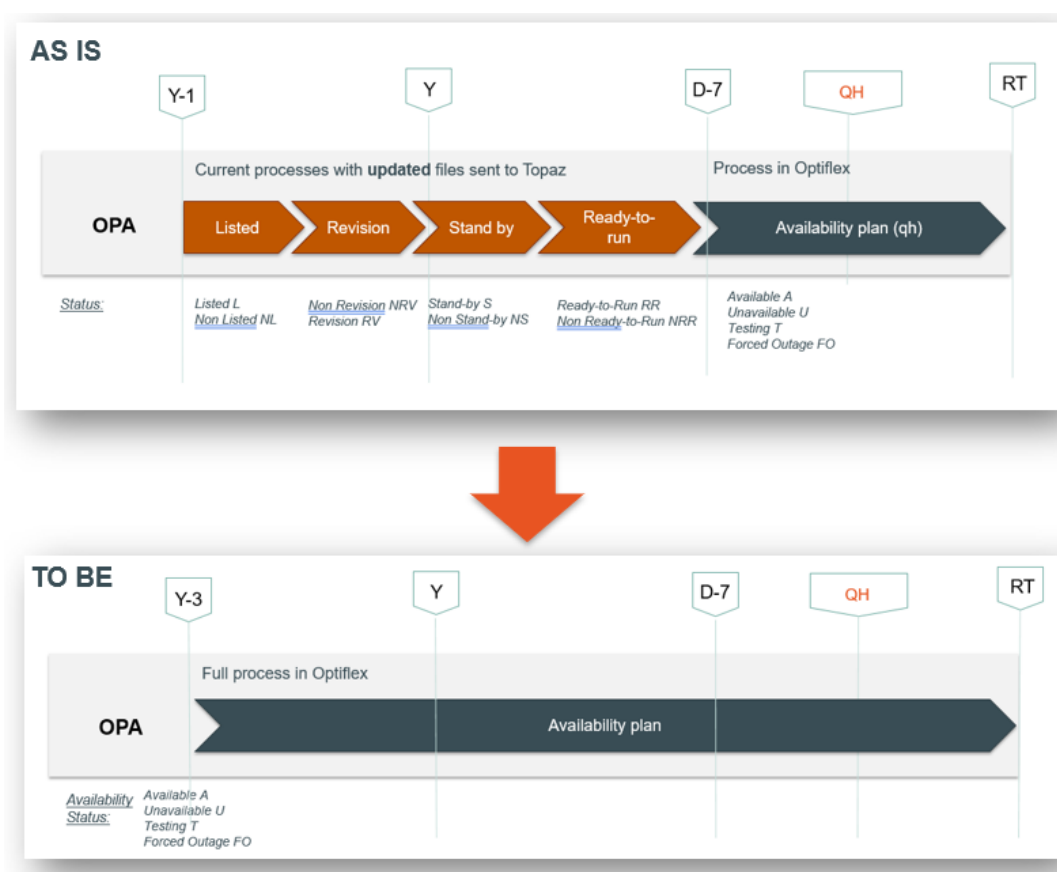 AS IS
Y-1
Y
D-7
QH
RT
Current processes with updated files sent to Topaz
Process in Optiflex
OPA
Listed
Revision
Stand by
Ready-to-
run
Availability plan (qh)
Status:
Listed L
Non Listed NL
Non Revision NRV
Revision RV
Stand-by S
Non Stand-by NS
Ready-to-Run RR
Non Ready-to-Run NRR
Available A
Unavailable U
Testing T
Forced Outage FO
TO BE
Y-3
Y
D-7
QH
RT
Full process in Optiflex
OPA
Availability plan
Availability
Status:
Available A
Unavailable U
Testing T
Forced Outage FO